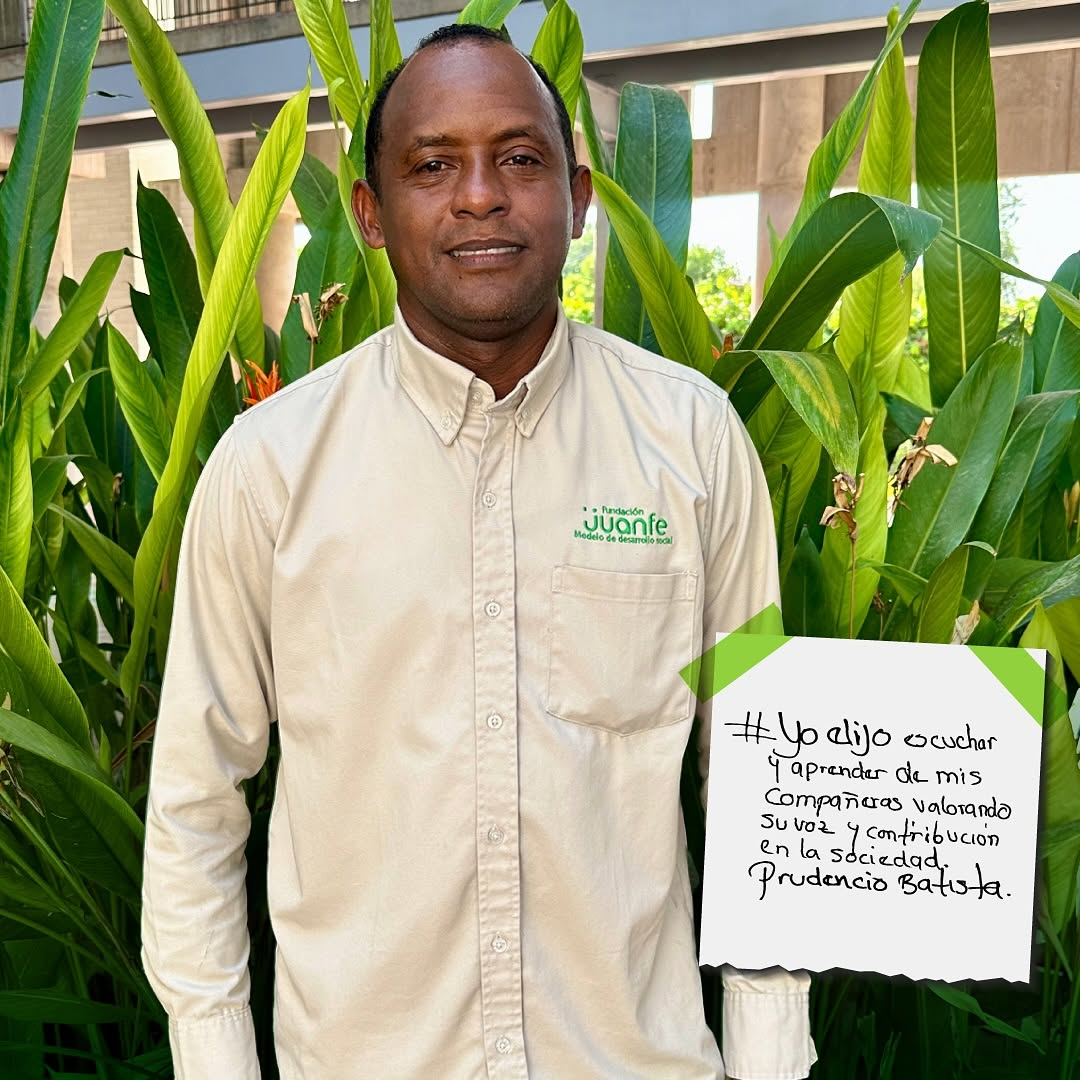 Fundación
juanfe
Modelo de desarrollo social
# Yo elijo escuchar
y aprender de mis
Compañeras valorando
su voz y contribución
en la sociedad.
Prudencio Batista.